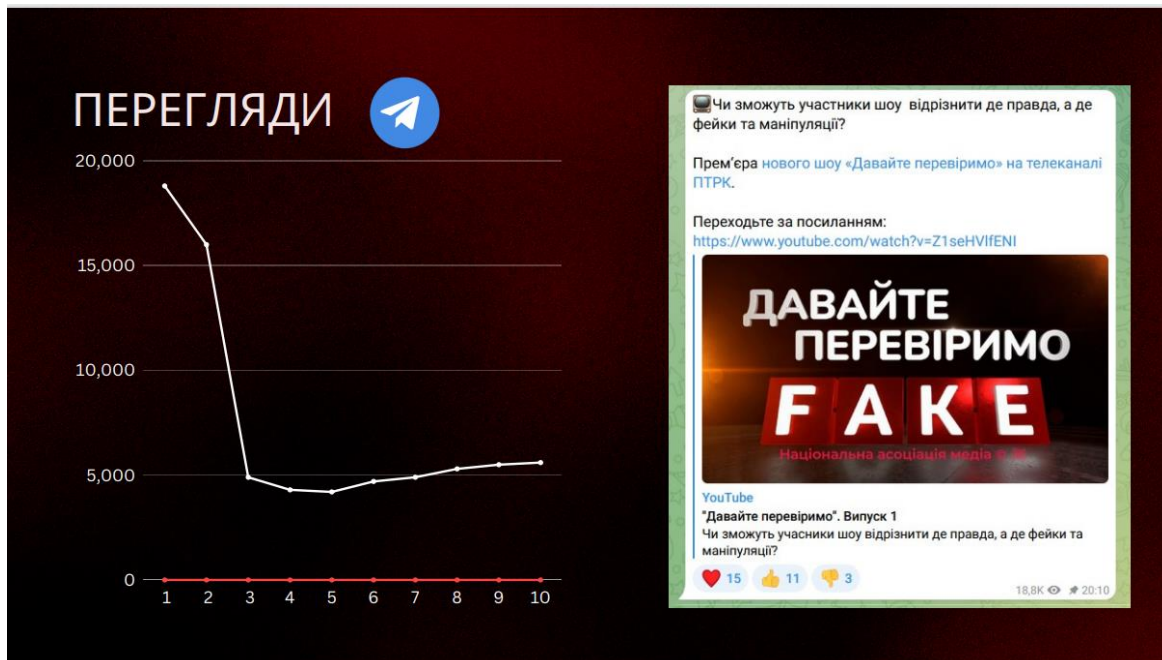 ПЕРЕГЛЯДИ
20,000
15,000
10,000
5,000
0
1 2 3 4 5 6 7 8 9 10
Чи зможуть участники шоу відрізнити де правда, а де
фейки та маніпуляції?
Прем’єра нового шоу «Давайте перевіримо» на телеканалі
ПТРК.
Переходьте за посиланням:
https://www.youtube.com/watch?v=Z1seHVlfENI
ДАВАЙТЕ
ПЕРЕВІРИМО
FAKE
Національна асоціація медіа
YouTube
"Давайте перевіримо". Випуск 1
Чи зможуть учасники шоу відрізнити де правда, а де фейки та
маніпуляції?
15 11 3
18,8K 20:10